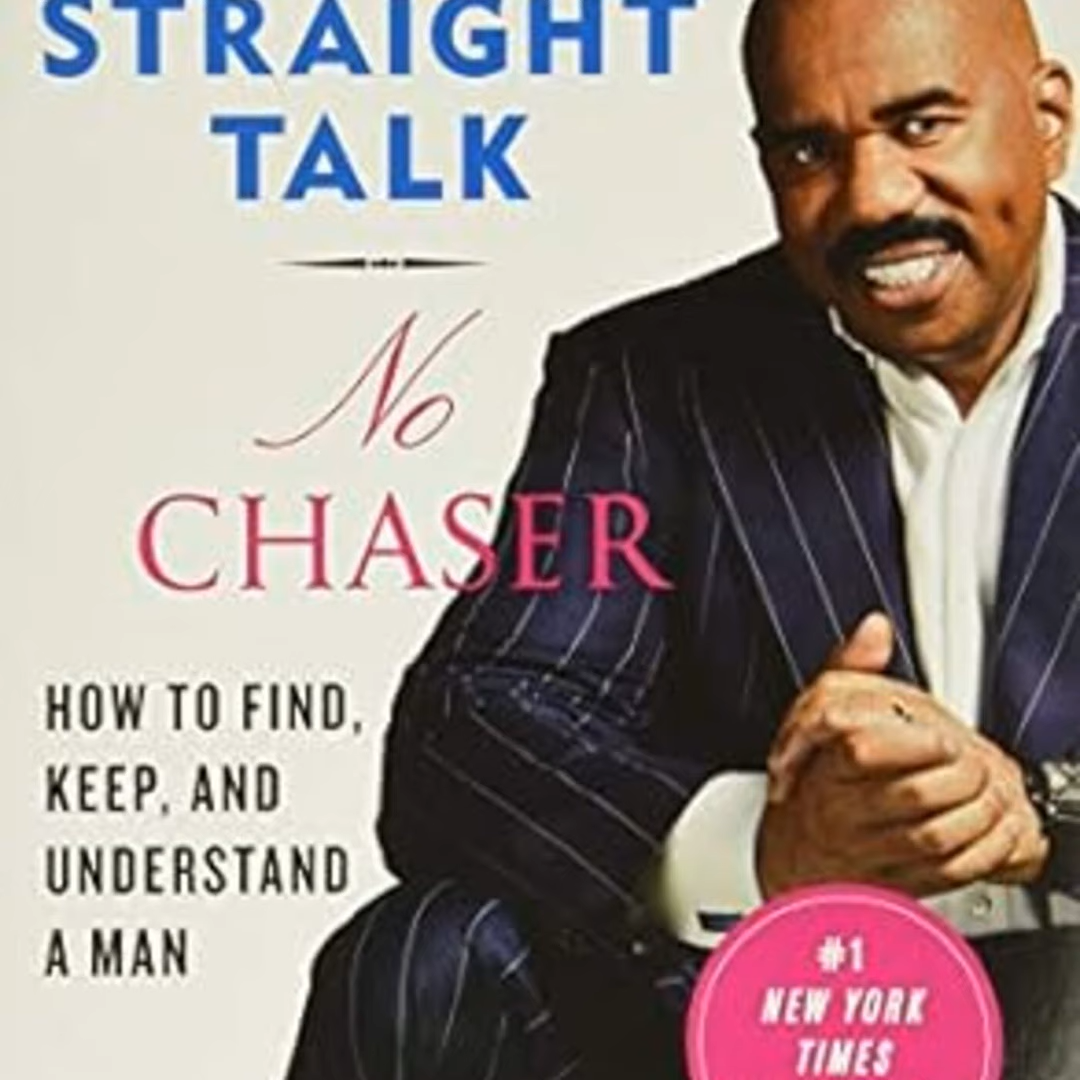 STRAIGHT
TALK
No
CHASER
HOW TO FIND,
KEEP, AND
UNDERSTAND
A MAN
#1
NEW YORK
TIMES